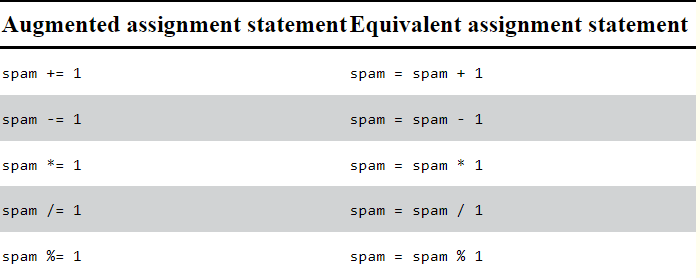 Augmented assignment statement Equivalent assignment statement
spam += 1 spam = spam + 1
spam -= 1 spam = spam - 1
spam *= 1 spam = spam * 1
spam /= 1 spam = spam / 1
spam %= 1 spam = spam % 1